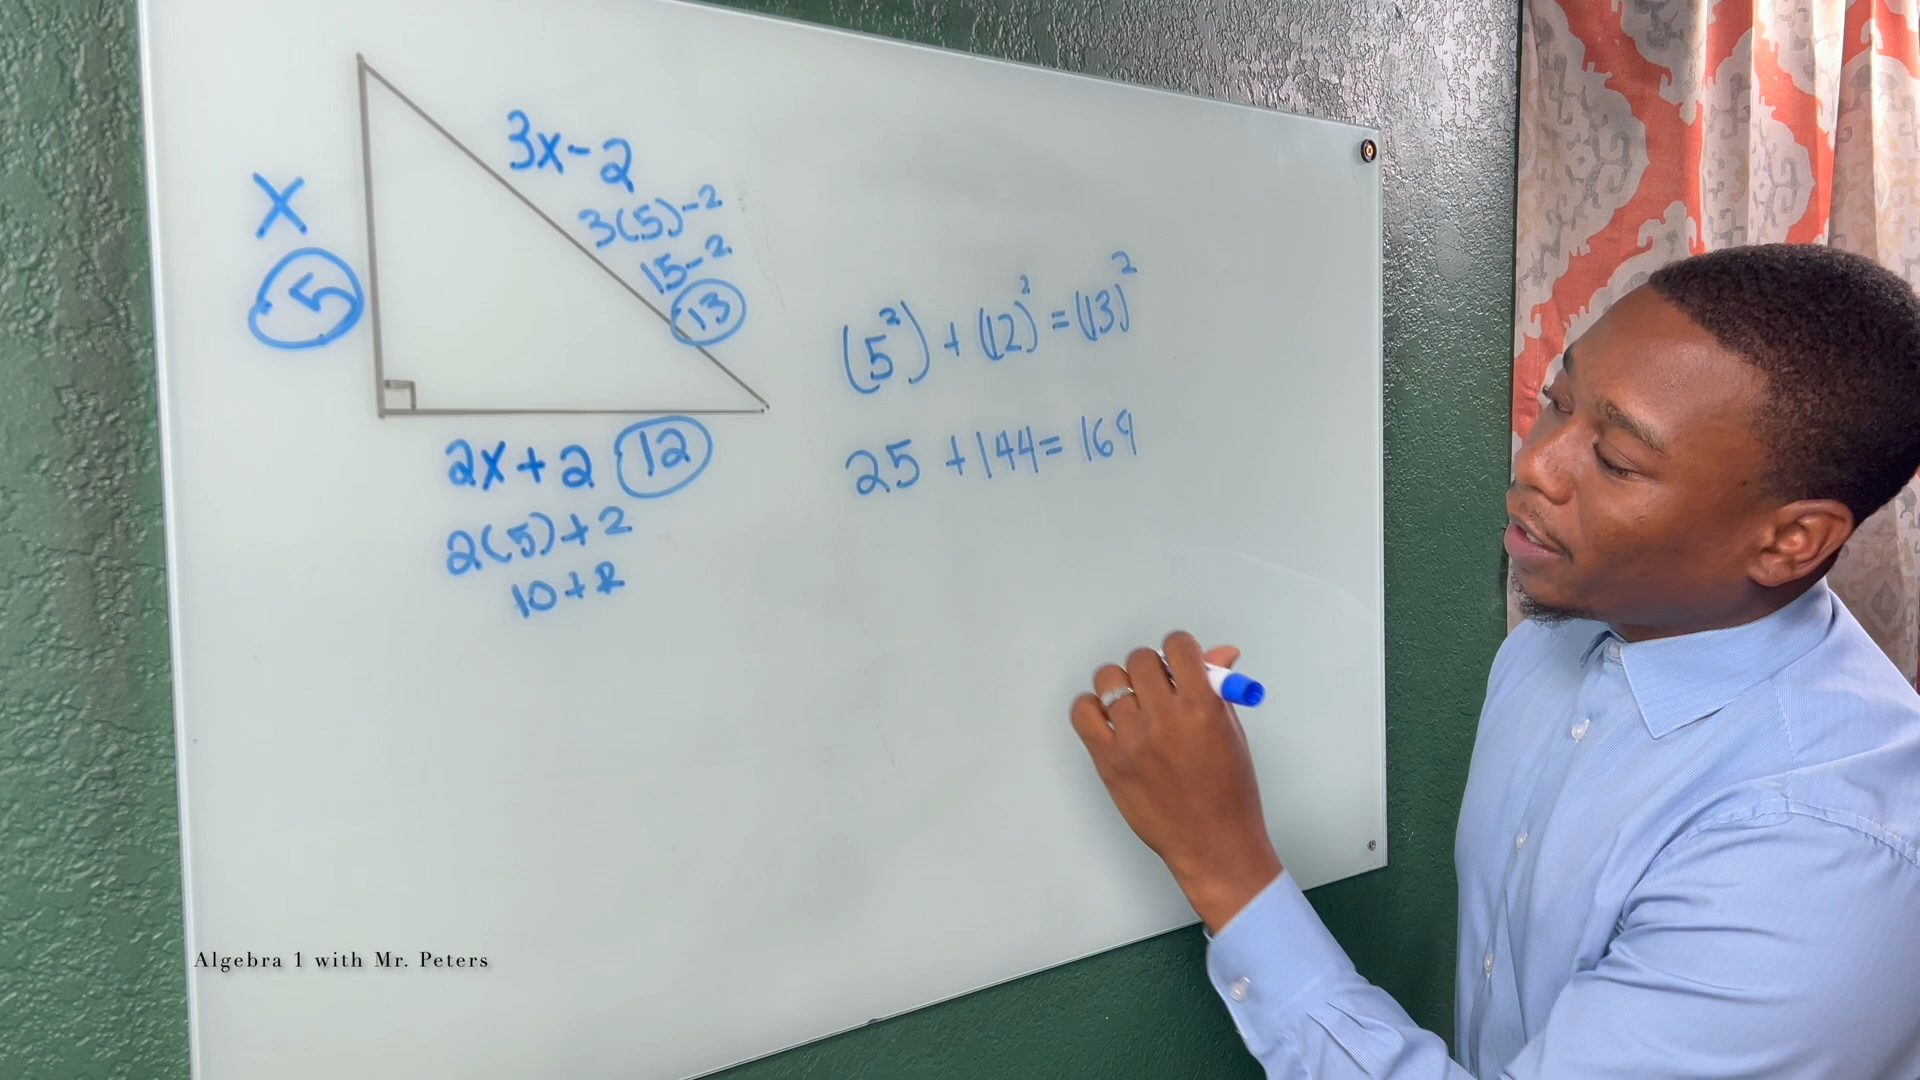 x
5
3x-2
3(5)-2
15-2
13
2x+2 12
2(5)+2
10+2
(5²)+(12)²=(13)²
25+144=169
Algebra 1 with Mr. Peters